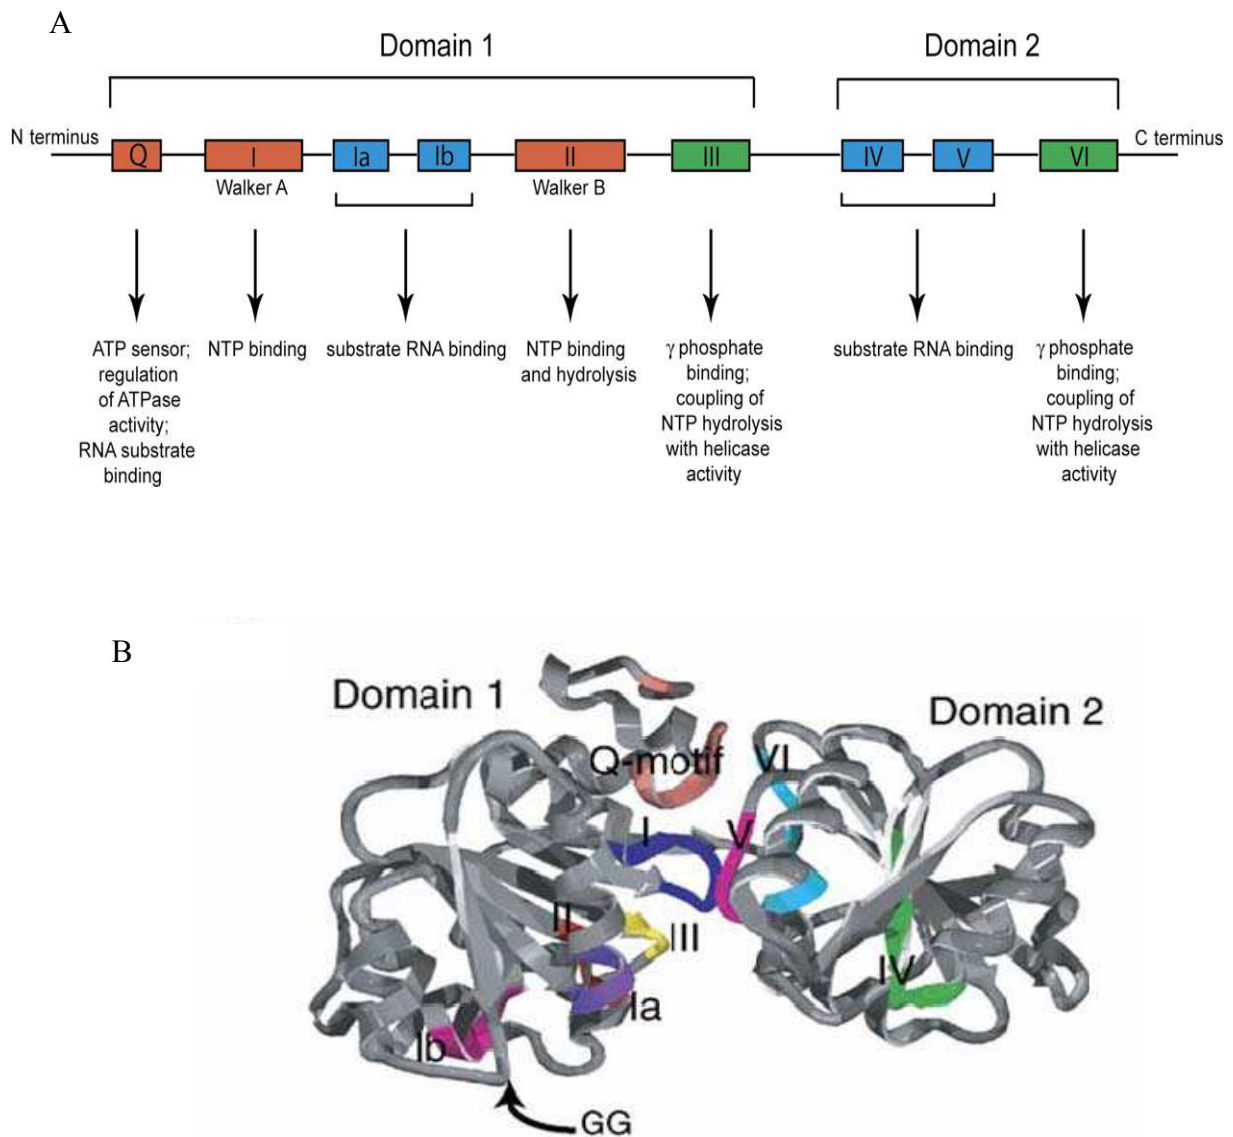 A
Domain 1
Domain 2
N terminus
Q
I
Ia
Ib
II
III
IV
V
VI
C terminus
Walker A
Walker B
ATP sensor;
regulation
of ATPase
activity;
RNA substrate
binding
NTP binding
substrate RNA binding
NTP binding
and hydrolysis
γ phosphate
binding;
coupling of
NTP hydrolysis
with helicase
activity
substrate RNA binding
γ phosphate
binding;
coupling of
NTP hydrolysis
with helicase
activity
B
Domain 1
Domain 2
Q-motif
VI
I
V
II
III
IV
Ia
Ib
GG